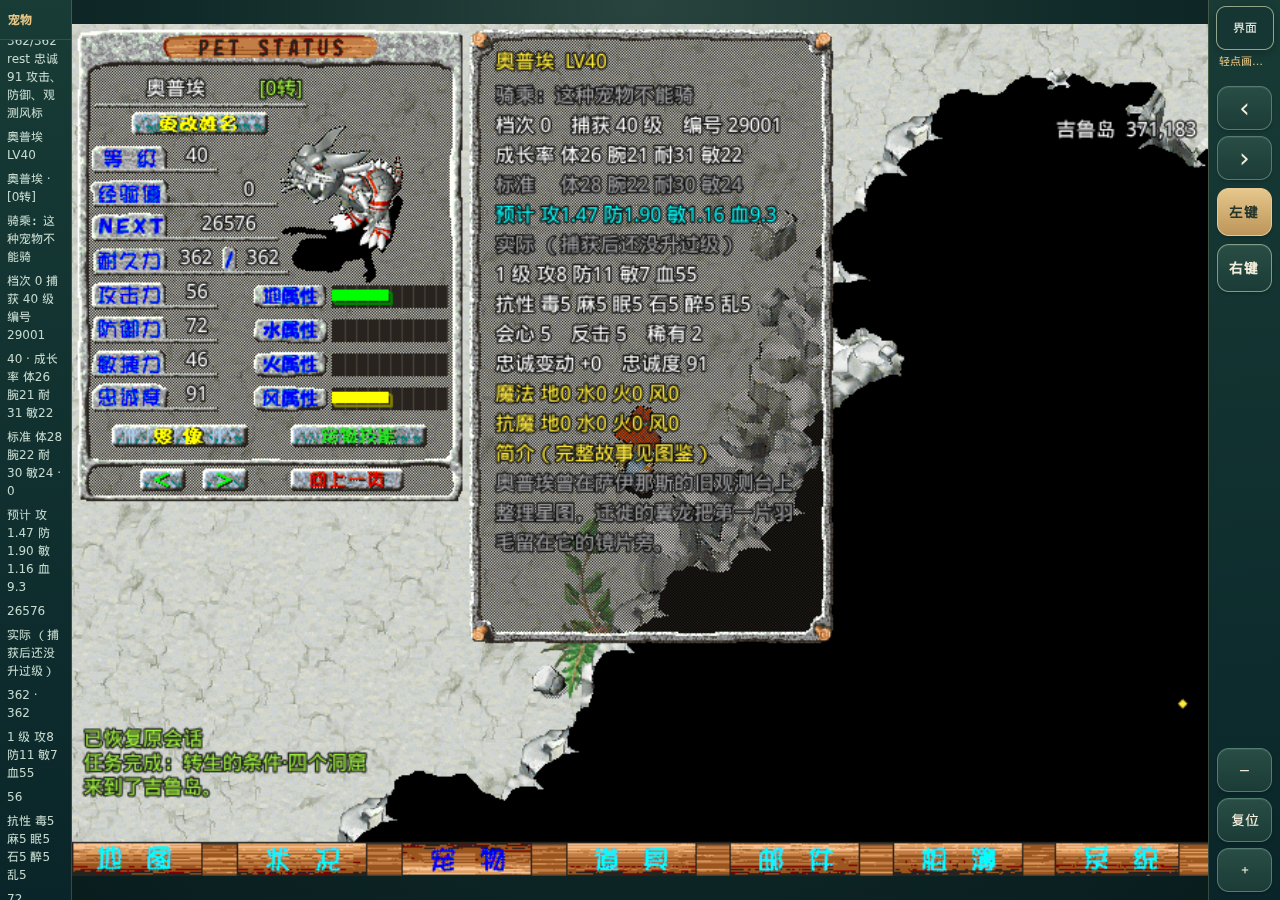 宠物
362/362
rest 忠诚
91 攻击、
防御、观
测风标
奥普埃
LV40
奥普埃 ·
[0转]
骑乘：这
种宠物不
能骑
档次 0 捕
获 40 级
编号
29001
40 · 成长
率 体26
腕21 耐
31 敏22
标准 体28
腕22 耐
30 敏24 ·
0
预计 攻
1.47 防
1.90 敏
1.16 血
9.3
26576
实际（捕
获后还没
升过级）
362 ·
362
1 级 攻8
防11 敏7
血55
56
抗性 毒5
麻5 眠5
石5 醉5
乱5
72
PET STATUS
奥普埃 [0转]
更改姓名
等 级 40
经验值 0
NEXT 26576
耐久力 362 / 362
攻击力 56 地属性
防御力 72 水属性
敏捷力 46 火属性
忠诚度 91 风属性
图 像
< > 回上一页
奥普埃 LV40
骑乘：这种宠物不能骑
档次 0 捕获 40 级 编号 29001
成长率 体26 腕21 耐31 敏22
标准 体28 腕22 耐30 敏24
预计 攻1.47 防1.90 敏1.16 血9.3
实际（捕获后还没升过级）
1 级 攻8 防11 敏7 血55
抗性 毒5 麻5 眠5 石5 醉5 乱5
会心 5 反击 5 稀有 2
忠诚变动 +0 忠诚度 91
魔法 地0 水0 火0 风0
抗魔 地0 水0 火0 风0
简介（完整故事见图鉴）
奥普埃曾在萨伊那斯的旧观测台上
整理星图，迁徙的翼龙把第一片羽
毛留在它的镜片旁。
吉鲁岛 371,183
已恢复原会话
任务完成：转生的条件·四个洞窟
来到了吉鲁岛。
地 图 状 况 宠 物 道 具 邮 件 相 簿 系 统
界面
轻点画...
‹
›
左键
右键
−
复位
+